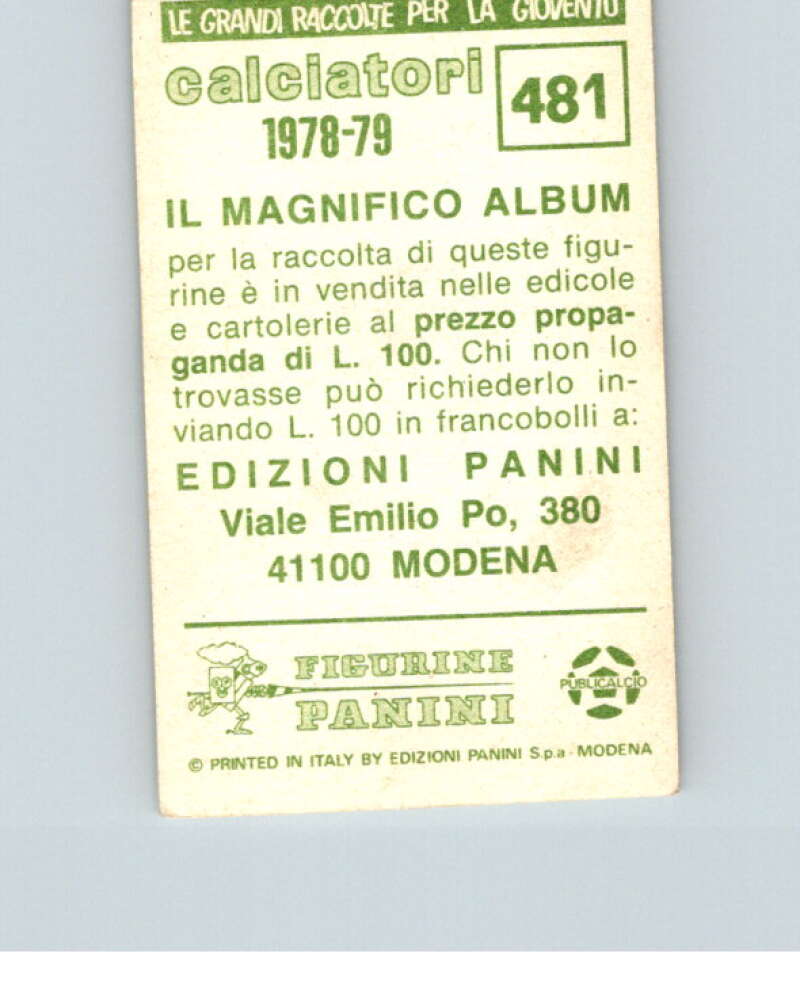 LE GRANDI RACCOLTE PER LA GIOVENTÙ
calciatori
1978-79
481
IL MAGNIFICO ALBUM
per la raccolta di queste figu-
rine è in vendita nelle edicole
e cartolerie al prezzo propa-
ganda di L. 100. Chi non lo
trovasse può richiederlo in-
viando L. 100 in francobolli a:
EDIZIONI PANINI
Viale Emilio Po, 380
41100 MODENA
FIGURINE
PANINI
PUBLICALCIO
© PRINTED IN ITALY BY EDIZIONI PANINI S.p.a - MODENA